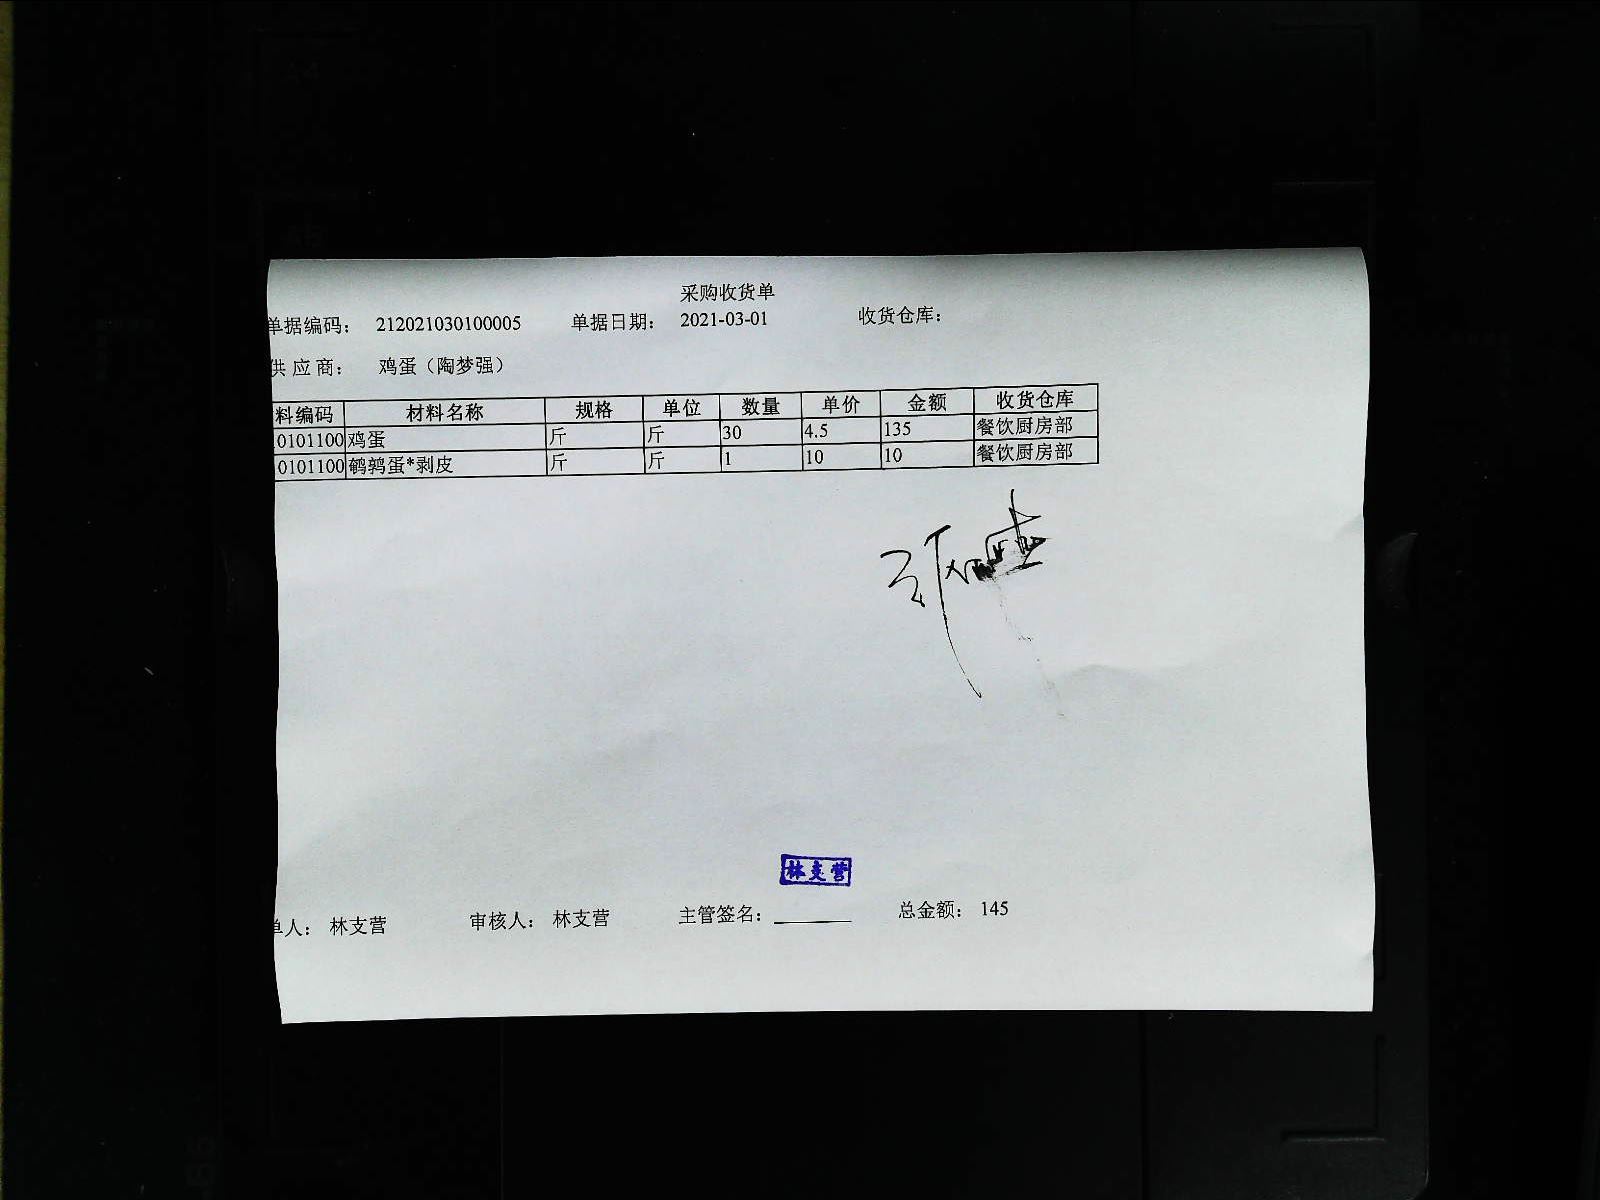 采购收货单
单据编码： 212021030100005 单据日期： 2021-03-01 收货仓库：
供 应 商： 鸡蛋（陶梦强）
料编码 材料名称 规格 单位 数量 单价 金额 收货仓库
0101100 鸡蛋 斤 斤 30 4.5 135 餐饮厨房部
0101100 鹌鹑蛋*剥皮 斤 斤 1 10 10 餐饮厨房部
林支营
单人： 林支营 审核人： 林支营 主管签名： 总金额： 145